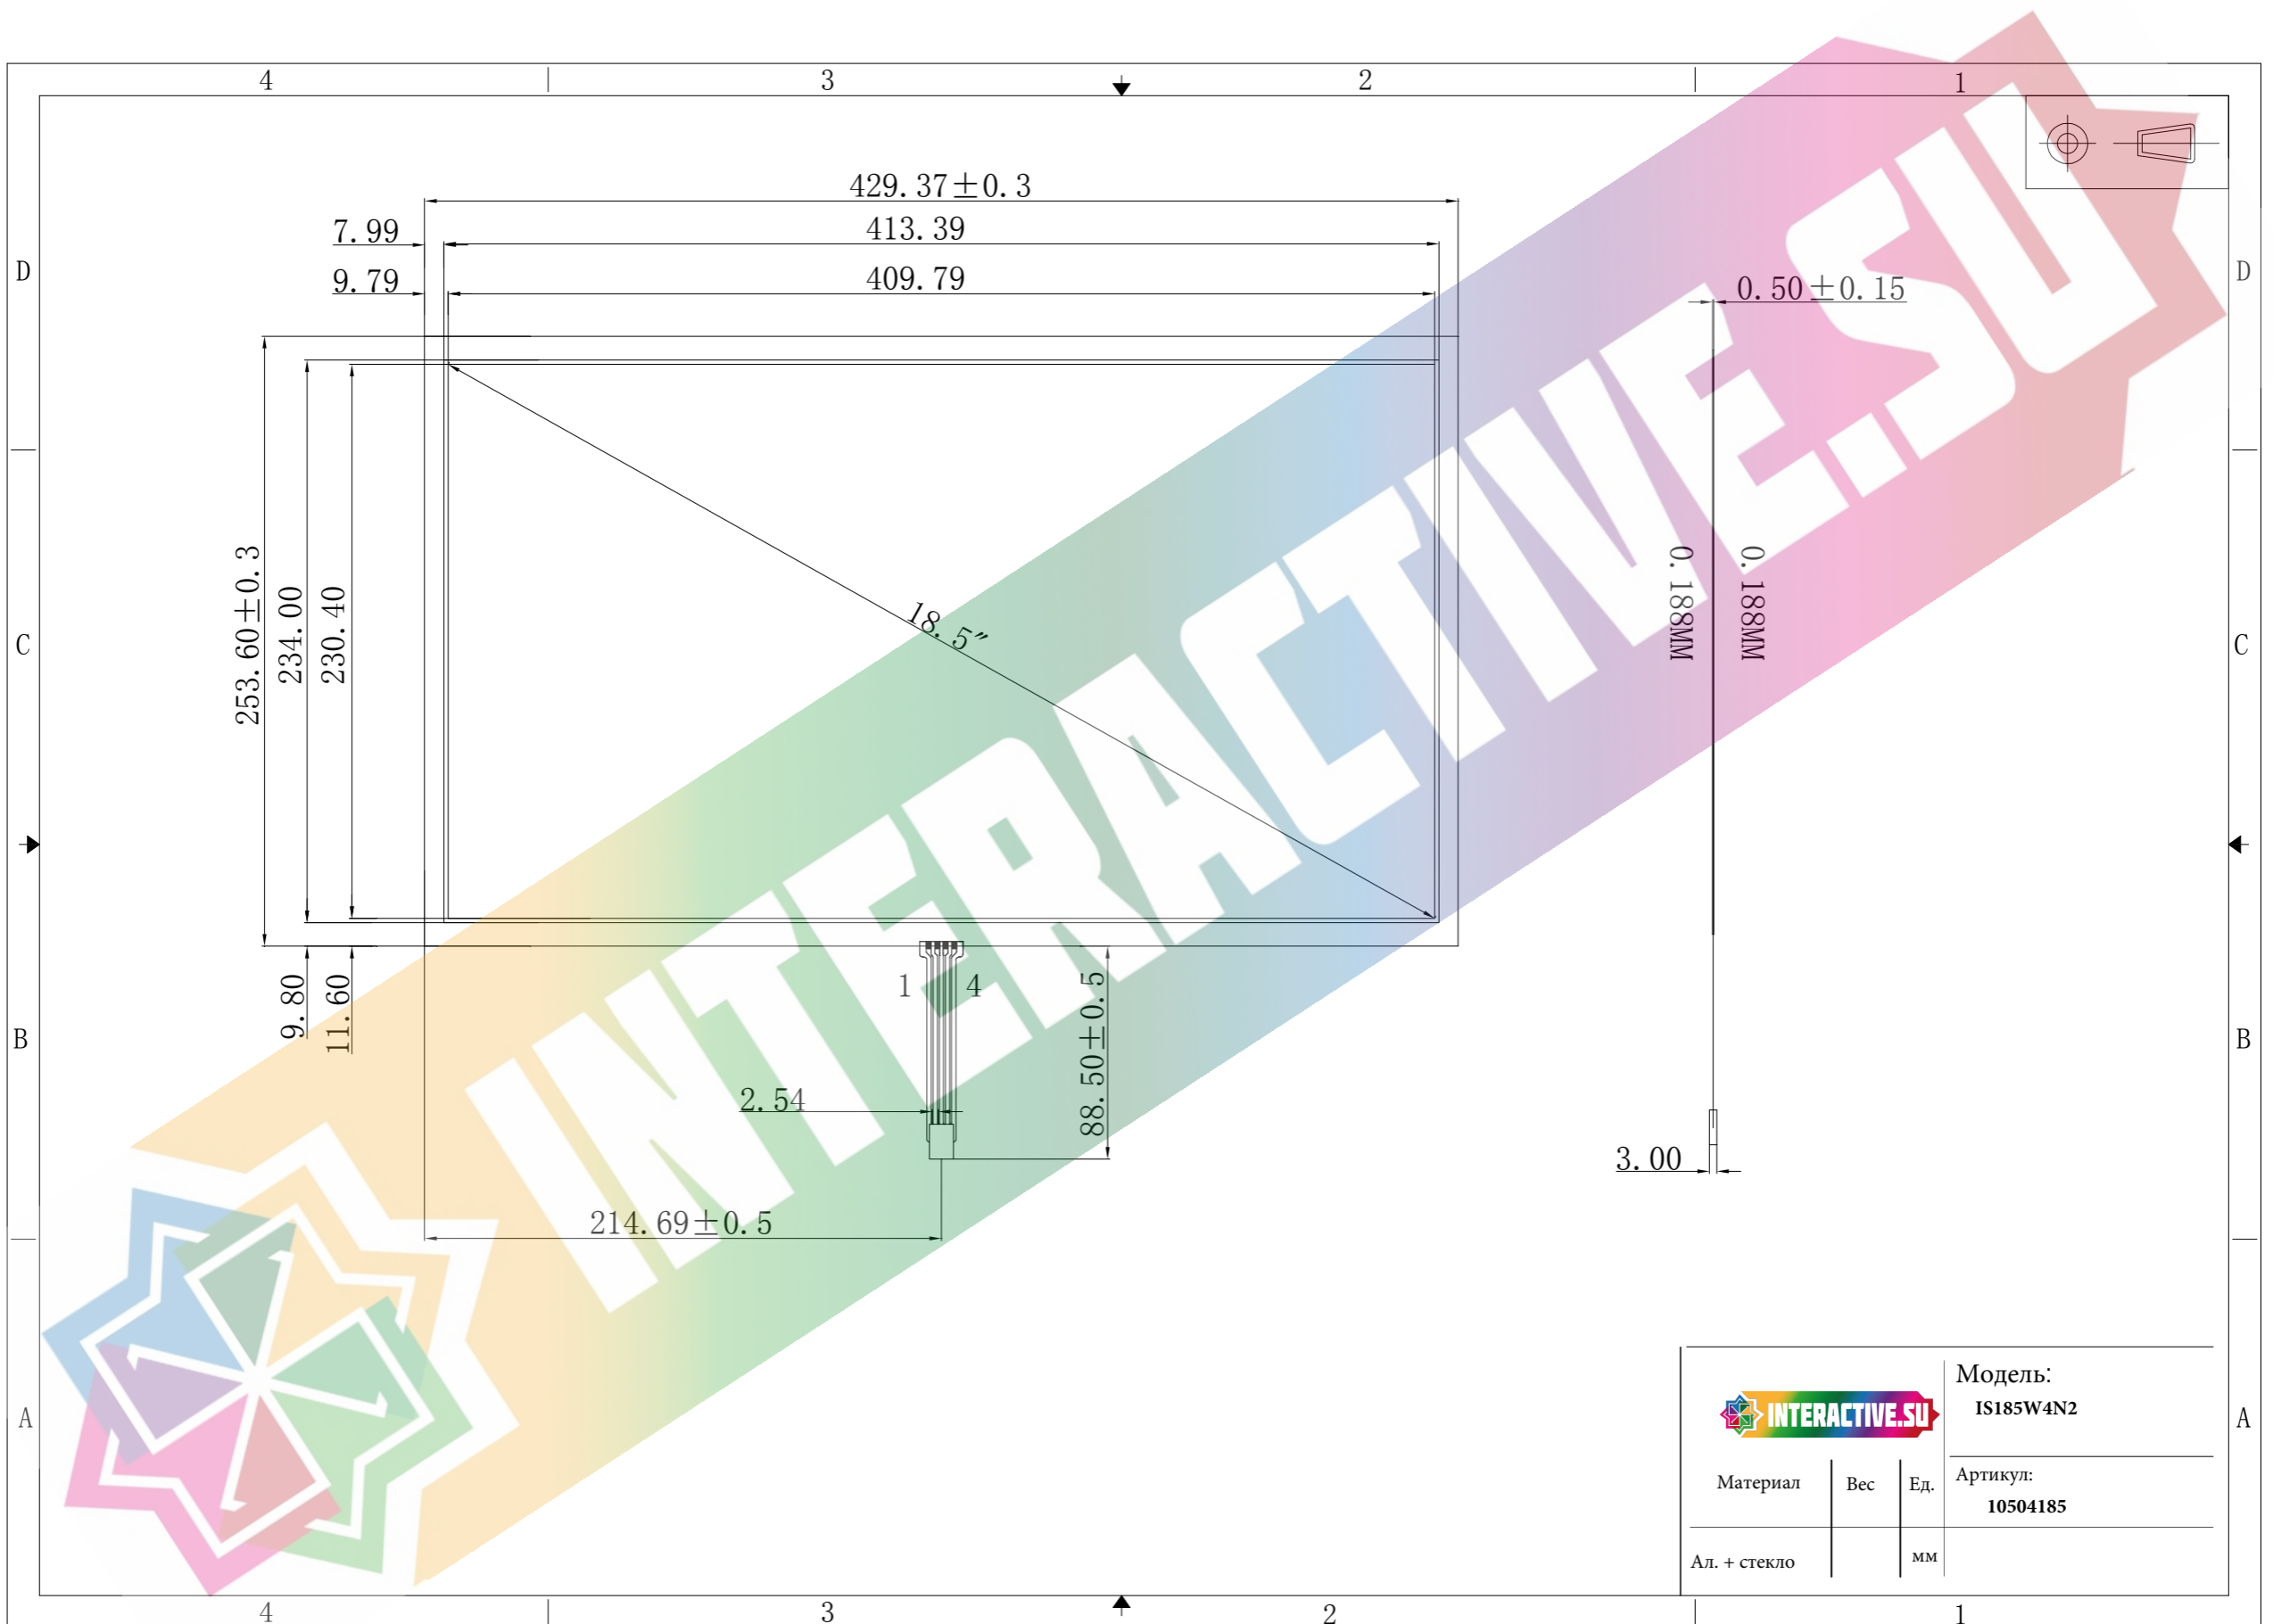 4 3 2 1
429.37±0.3
7.99 413.39
9.79 409.79
D D
0.50±0.15
253.60±0.3
234.00
230.40
18.5″
0.188MM
0.188MM
C C
INTERACTIVE.SU
9.80
11.60
1 4
88.50±0.5
B B
2.54
3.00
214.69±0.5
A A
INTERACTIVE.SU
Модель:
IS185W4N2
Материал Вес Ед.
Артикул:
10504185
Ал. + стекло мм
4 3 2 1